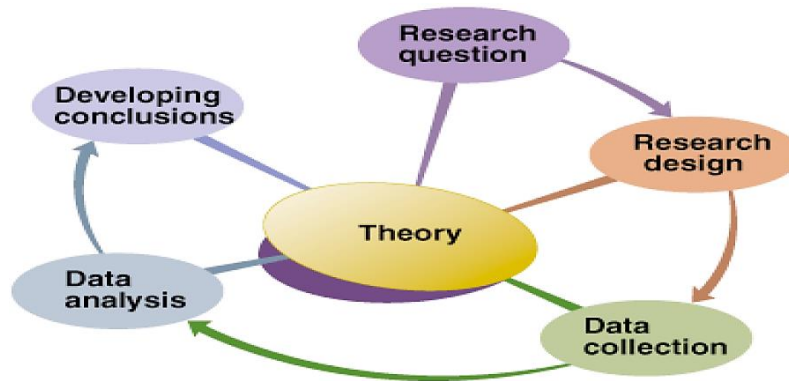 Research
question
Research
design
Data
collection
Data
analysis
Developing
conclusions
Theory